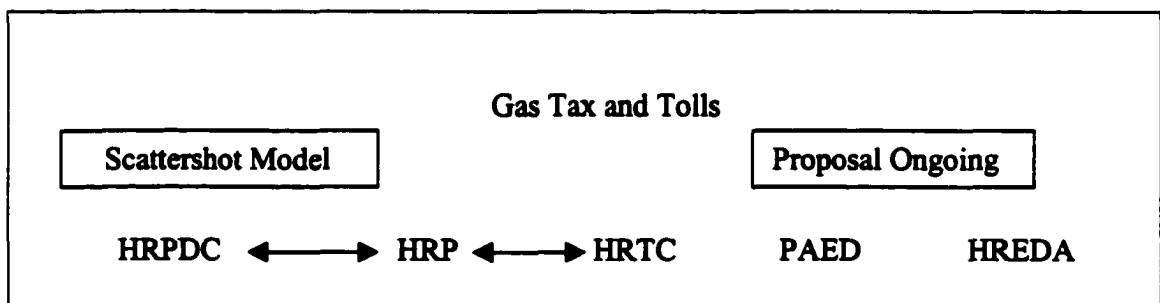 Gas Tax and Tolls
Scattershot Model Proposal Ongoing
HRPDC HRP HRTC PAED HREDA